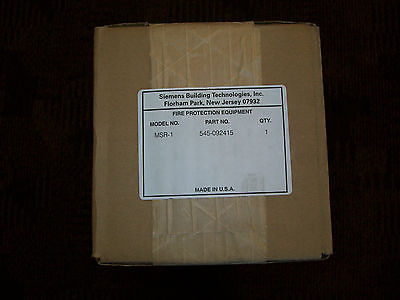 Siemens Building Technologies, Inc.
Florham Park, New Jersey 07932
FIRE PROTECTION EQUIPMENT
MODEL NO. PART NO. QTY.
MSR-1 545-092415 1
MADE IN U.S.A.